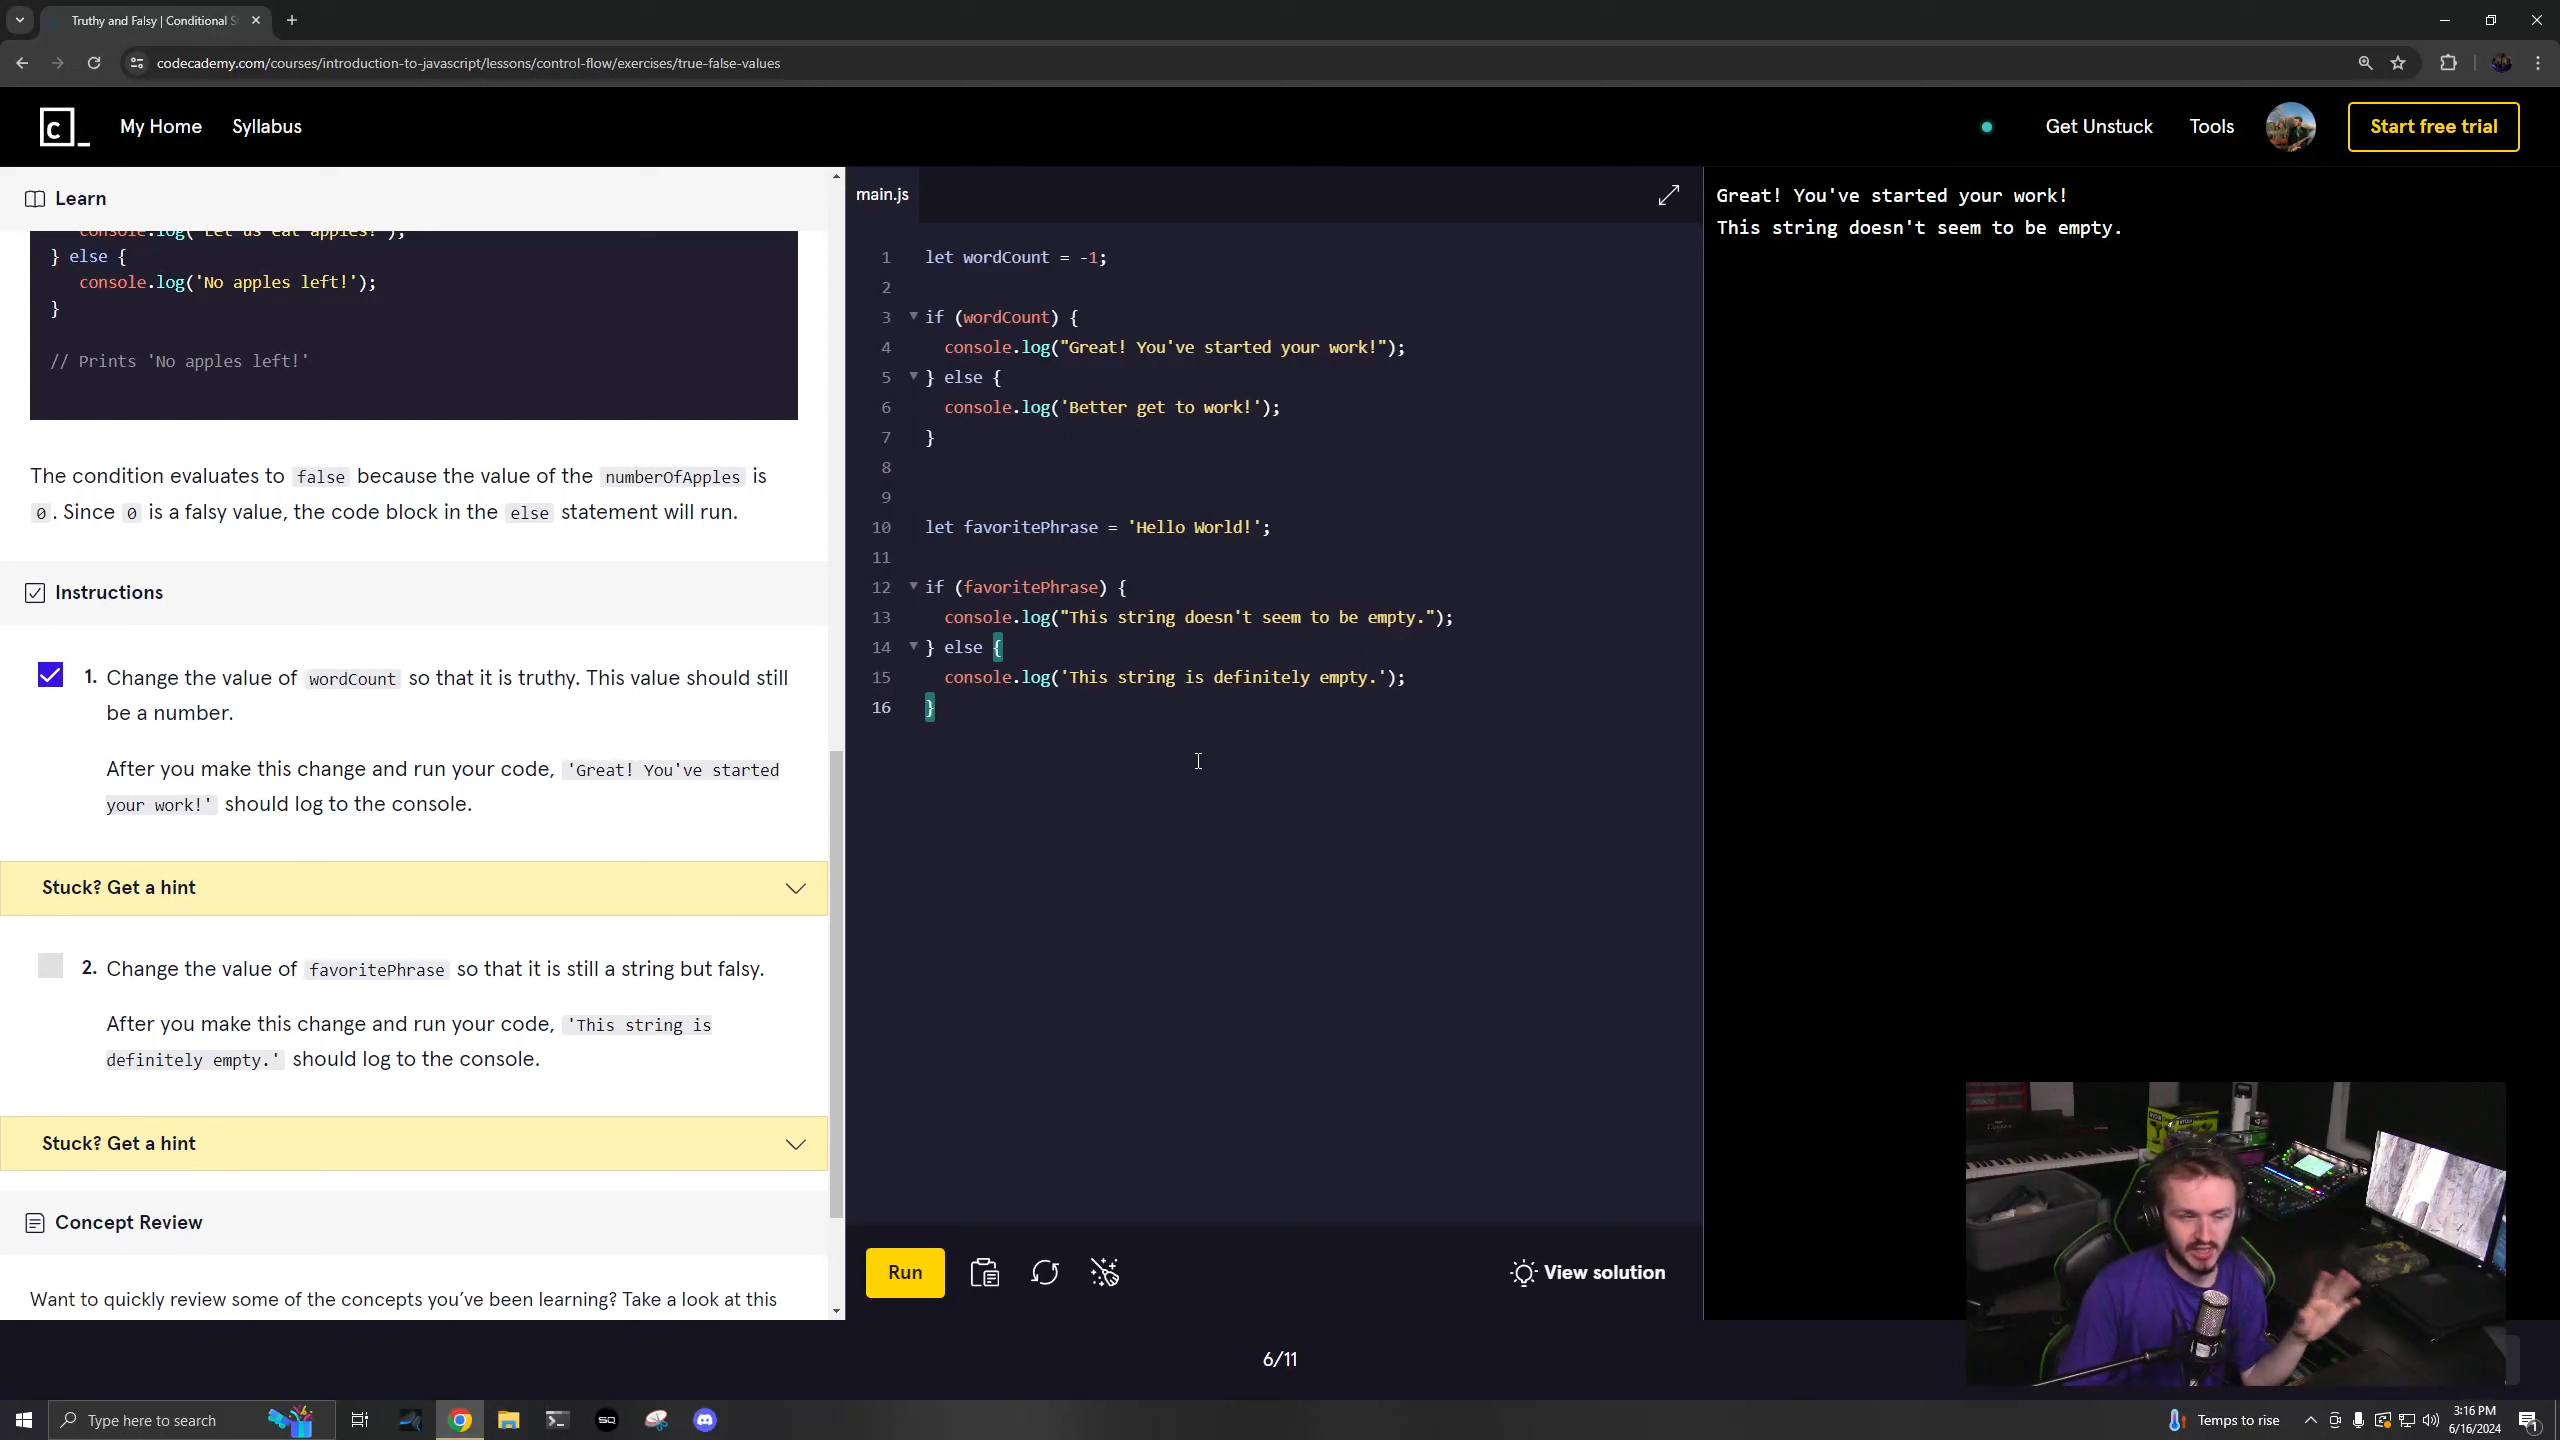 Truthy and Falsy | Conditional S
codecademy.com/courses/introduction-to-javascript/lessons/control-flow/exercises/true-false-values
c_
My Home
Syllabus
Get Unstuck
Tools
Start free trial
Learn
console.log('Let us eat apples!');
} else {
console.log('No apples left!');
}
// Prints 'No apples left!'
The condition evaluates to false because the value of the numberOfApples is
0. Since 0 is a falsy value, the code block in the else statement will run.
Instructions
1. Change the value of wordCount so that it is truthy. This value should still
be a number.
After you make this change and run your code, 'Great! You've started
your work!' should log to the console.
Stuck? Get a hint
2. Change the value of favoritePhrase so that it is still a string but falsy.
After you make this change and run your code, 'This string is
definitely empty.' should log to the console.
Stuck? Get a hint
Concept Review
Want to quickly review some of the concepts you've been learning? Take a look at this
main.js
1 let wordCount = -1;
2
3 if (wordCount) {
4 console.log("Great! You've started your work!");
5 } else {
6 console.log('Better get to work!');
7 }
8
9
10 let favoritePhrase = 'Hello World!';
11
12 if (favoritePhrase) {
13 console.log("This string doesn't seem to be empty.");
14 } else {
15 console.log('This string is definitely empty.');
16 }
Run
View solution
Great! You've started your work!
This string doesn't seem to be empty.
6/11
Type here to search
SQ
Temps to rise
3:16 PM
6/16/2024
1